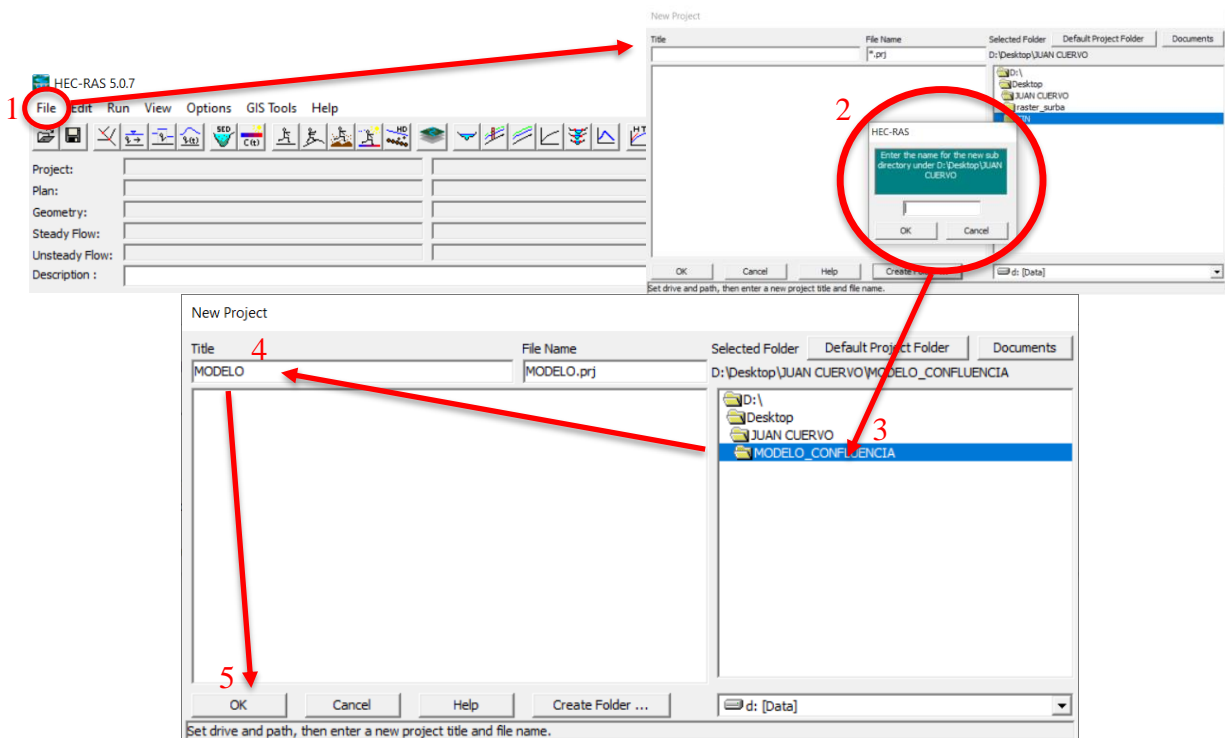 New Project
Title File Name Selected Folder Default Project Folder Documents
*.prj D:\Desktop\JUAN CUERVO
D:\
Desktop
JUAN CUERVO
raster_surba
HEC-RAS 5.0.7
1 File Edit Run View Options GIS Tools Help
2
HEC-RAS
Enter the name for the new sub
directory under D:\Desktop\JUAN
CUERVO
OK Cancel
SED
C(t)
HD
HT
Project:
Plan:
Geometry:
Steady Flow:
Unsteady Flow:
Description :
OK Cancel Help Create d: [Data]
Set drive and path, then enter a new project title and file name.
New Project
Title 4 File Name Selected Folder Default Project Folder Documents
MODELO MODELO.prj D:\Desktop\JUAN CUERVO\MODELO_CONFLUENCIA
D:\
Desktop
JUAN CUERVO 3
MODELO_CONFLUENCIA
5
OK Cancel Help Create Folder ... d: [Data]
Set drive and path, then enter a new project title and file name.